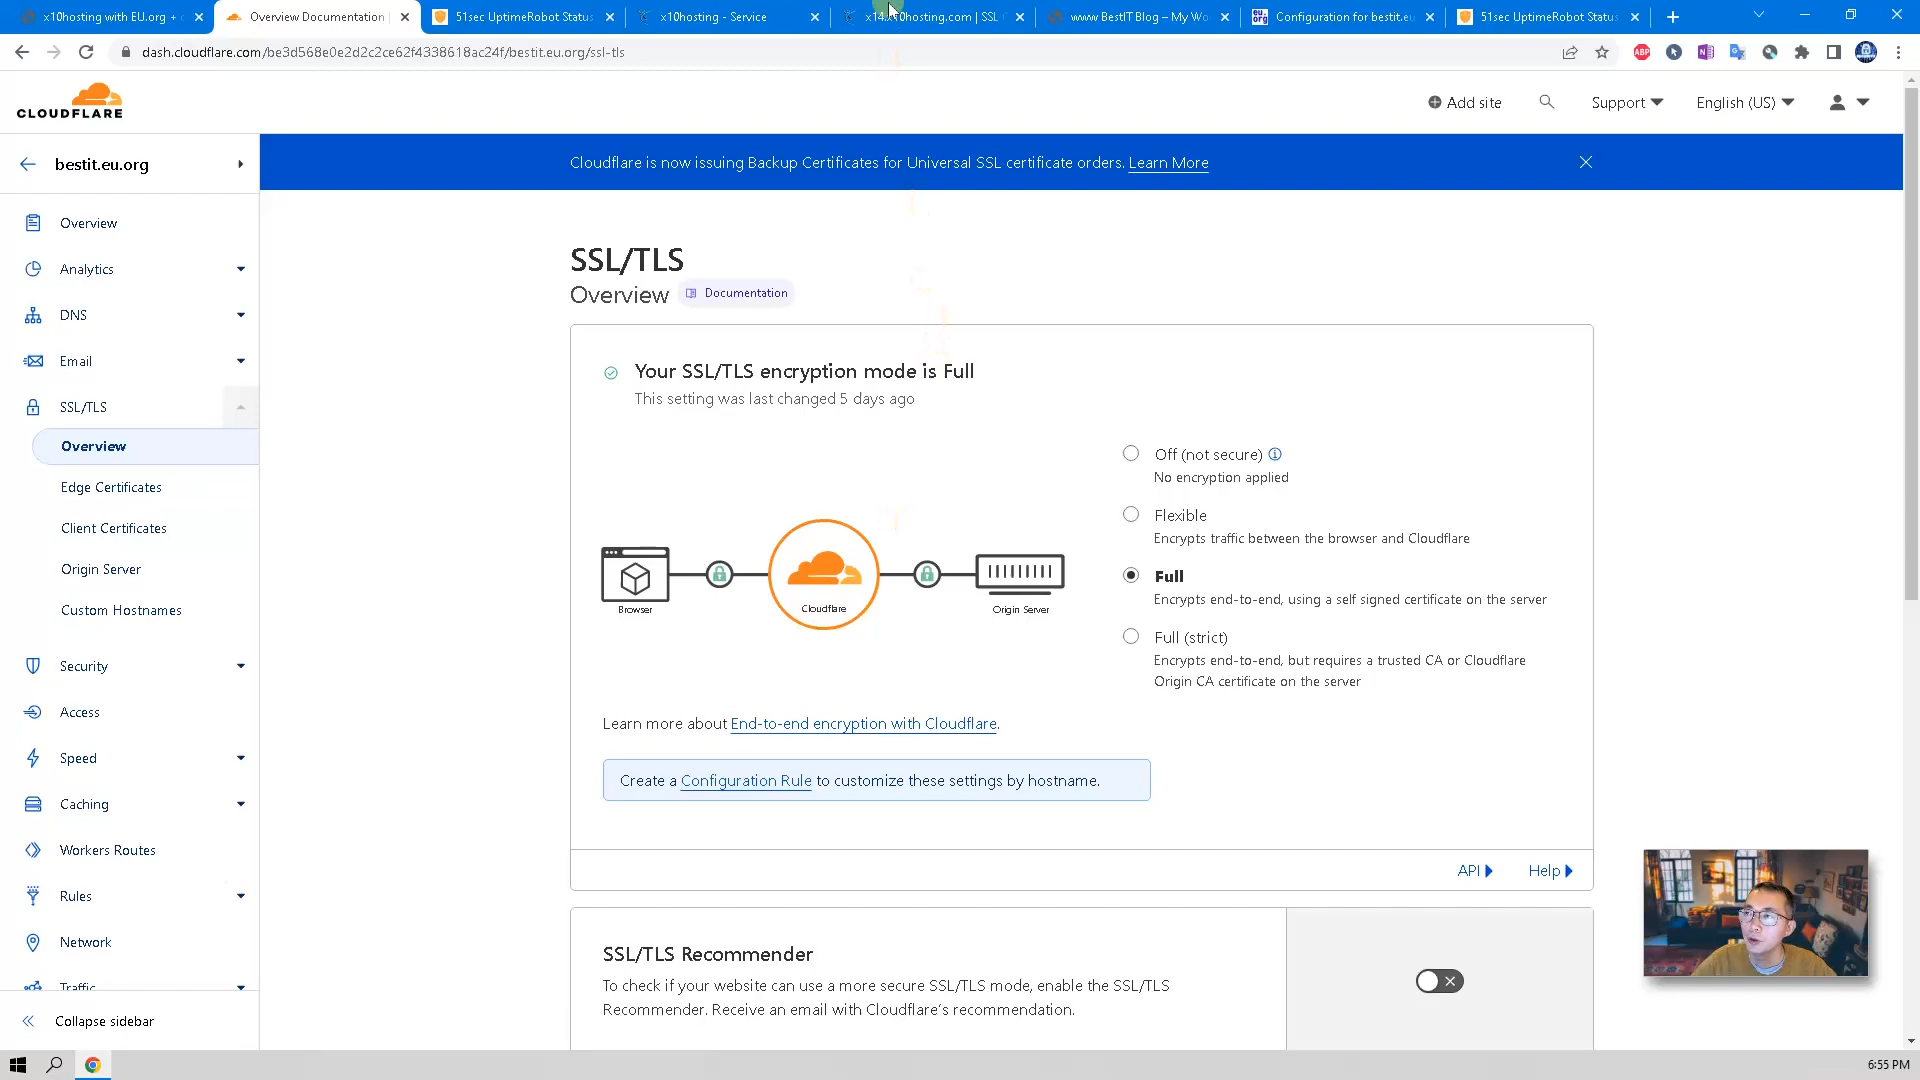 x10hosting with EU.org + c
Overview Documentation |
51sec UptimeRobot Status
x10hosting - Service
x14.x10hosting.com | SSL
www BestIT Blog – My Wo
Configuration for bestit.eu
51sec UptimeRobot Status
dash.cloudflare.com/be3d568e0e2d2c2ce62f4338618ac24f/bestit.eu.org/ssl-tls
ABP
CLOUDFLARE
Add site
Support
English (US)
bestit.eu.org
Cloudflare is now issuing Backup Certificates for Universal SSL certificate orders. Learn More
Overview
Analytics
DNS
Email
SSL/TLS
Overview
Edge Certificates
Client Certificates
Origin Server
Custom Hostnames
Security
Access
Speed
Caching
Workers Routes
Rules
Network
Traffic
Collapse sidebar
SSL/TLS
Overview
Documentation
Your SSL/TLS encryption mode is Full
This setting was last changed 5 days ago
Browser
Cloudflare
Origin Server
Off (not secure)
No encryption applied
Flexible
Encrypts traffic between the browser and Cloudflare
Full
Encrypts end-to-end, using a self signed certificate on the server
Full (strict)
Encrypts end-to-end, but requires a trusted CA or Cloudflare
Origin CA certificate on the server
Learn more about End-to-end encryption with Cloudflare.
Create a Configuration Rule to customize these settings by hostname.
API
Help
SSL/TLS Recommender
To check if your website can use a more secure SSL/TLS mode, enable the SSL/TLS
Recommender. Receive an email with Cloudflare's recommendation.
6:55 PM